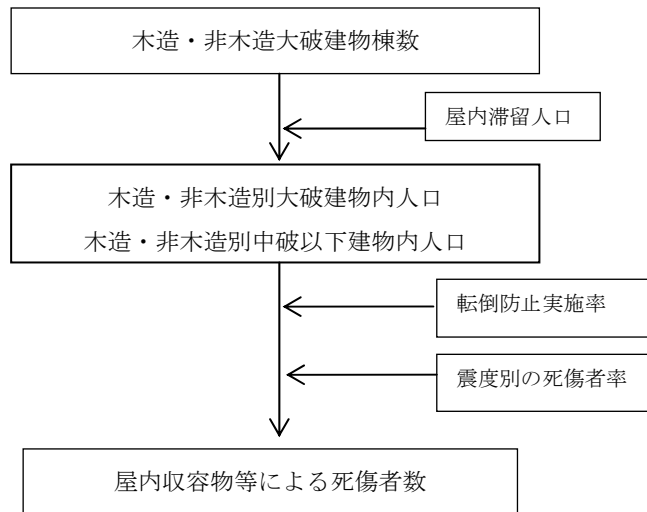 木造・非木造大破建物棟数
屋内滞留人口
木造・非木造別大破建物内人口
木造・非木造別中破以下建物内人口
転倒防止実施率
震度別の死傷者率
屋内収容物等による死傷者数